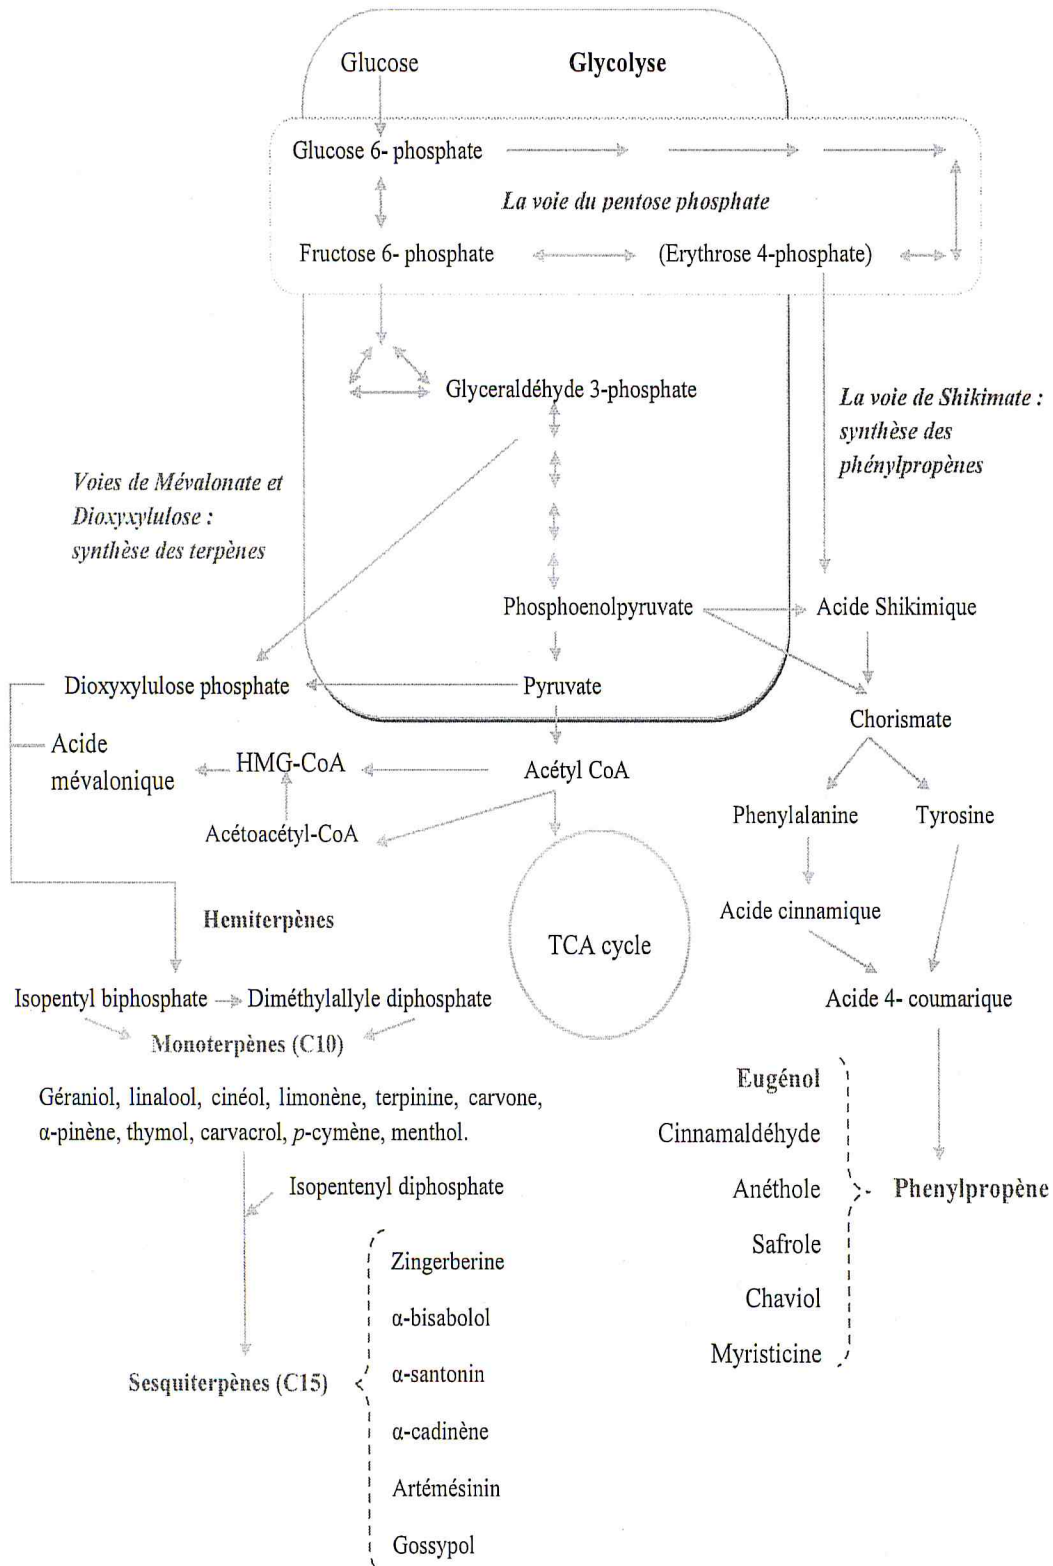 Glucose
Glycolyse
Glucose 6- phosphate
La voie du pentose phosphate
Fructose 6- phosphate
(Erythrose 4-phosphate)
Glyceraldéhyde 3-phosphate
La voie de Shikimate :
synthèse des
phénylpropènes
Voies de Mévalonate et
Dioxyxylulose :
synthèse des terpènes
Phosphoenolpyruvate
Acide Shikimique
Dioxyxylulose phosphate
Pyruvate
Chorismate
Acide
mévalonique
HMG-CoA
Acétyl CoA
Acétoacétyl-CoA
Phenylalanine
Tyrosine
Hemiterpènes
Acide cinnamique
TCA cycle
Isopentyl biphosphate
Diméthylallyle diphosphate
Acide 4- coumarique
Monoterpènes (C10)
Géraniol, linalool, cinéol, limonène, terpinine, carvone,
α-pinène, thymol, carvacrol, p-cymène, menthol.
Isopentenyl diphosphate
Eugénol
Cinnamaldéhyde
Anéthole
Safrole
Chaviol
Myristicine
Phenylpropène
Sesquiterpènes (C15)
Zingerberine
α-bisabolol
α-santonin
α-cadinène
Artémésinin
Gossypol